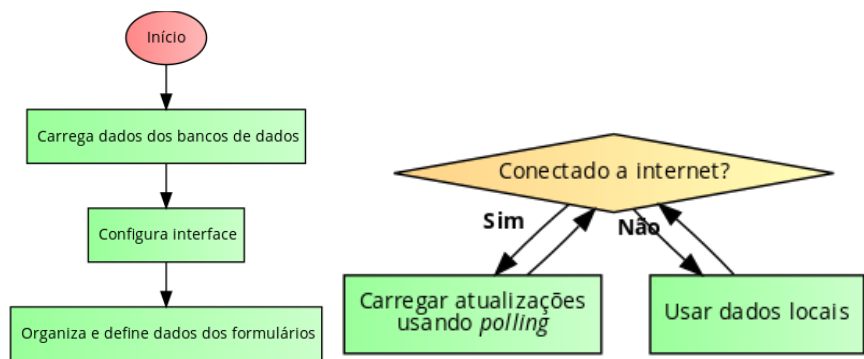 Início
Carrega dados dos bancos de dados
Configura interface
Organiza e define dados dos formulários
Conectado a internet?
Sim
Não
Carregar atualizações
usando polling
Usar dados locais